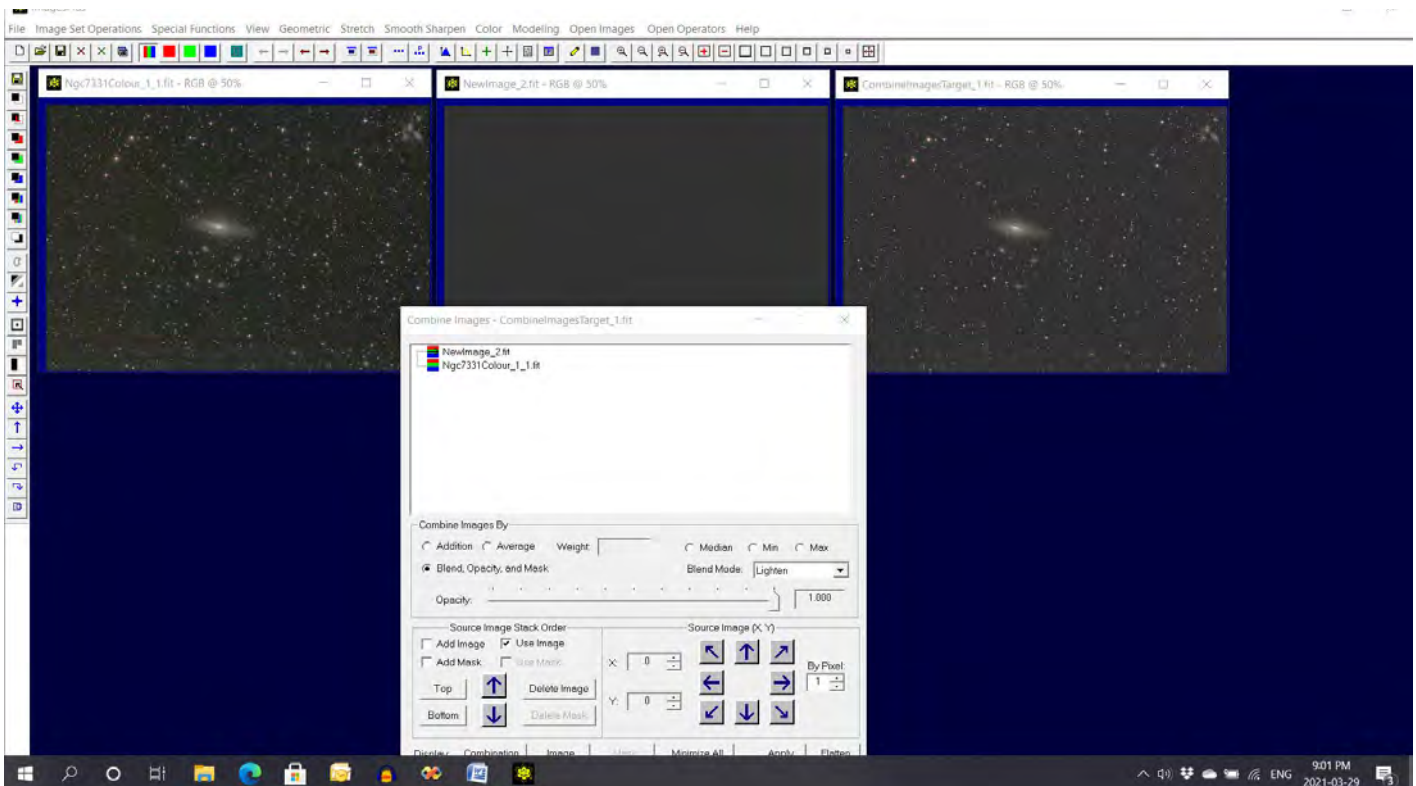 File Image Set Operations Special Functions View Geometric Stretch Smooth Sharpen Color Modeling Open Images Open Operators Help
Ngc7331Colour_1_1.fit - RGB @ 50%
NewImage_2.fit - RGB @ 50%
CombineImagesTarget_1.fit - RGB @ 50%
Combine Images - CombineImagesTarget_1.fit
NewImage_2.fit
Ngc7331Colour_1_1.fit
Combine Images By
Addition Average Weight: Median Min Max
Blend, Opacity, and Mask Blend Mode: Lighten
Opacity: 1.000
Source Image Stack Order Source Image (X, Y)
Add Image Use Image
Add Mask Use Mask X: 0 By Pixel:
Top Delete Image 1
Y: 0
Bottom Delete Mask
Display: Combination Image Mask Minimize All Apply Flatten
ENG 9:01 PM
2021-03-29 3